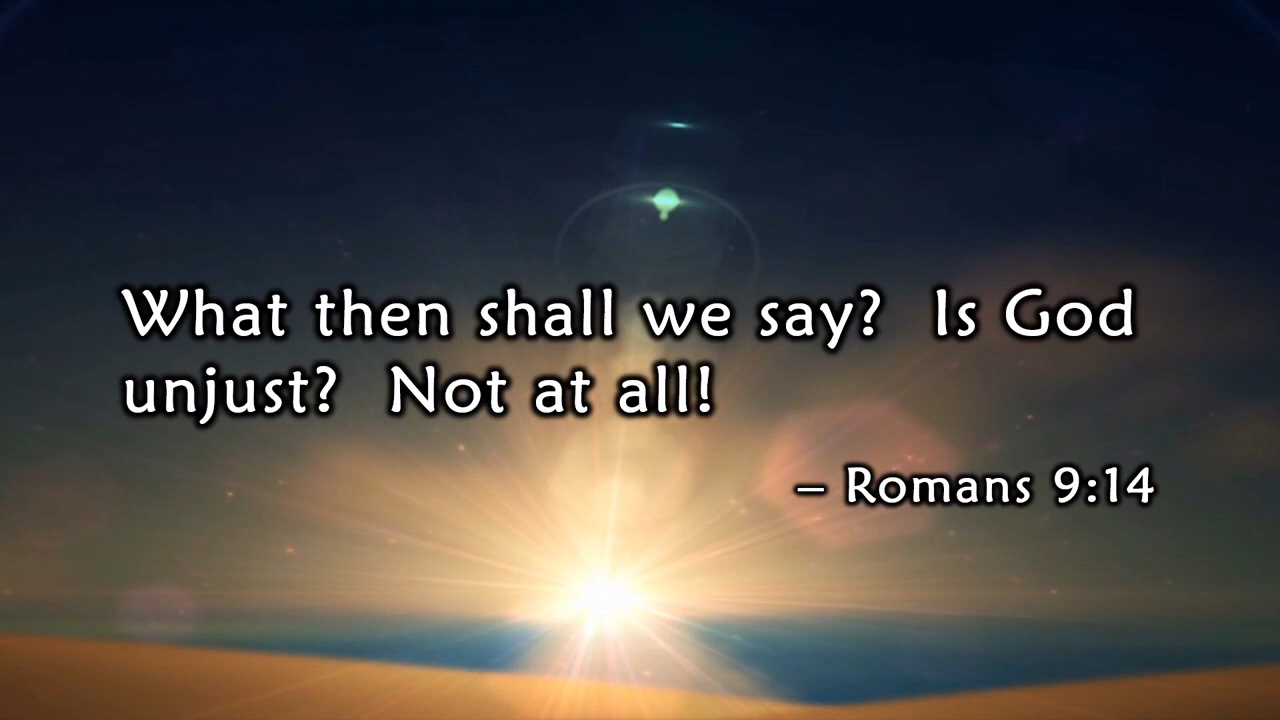 What then shall we say?  Is God
unjust?  Not at all!
– Romans 9:14